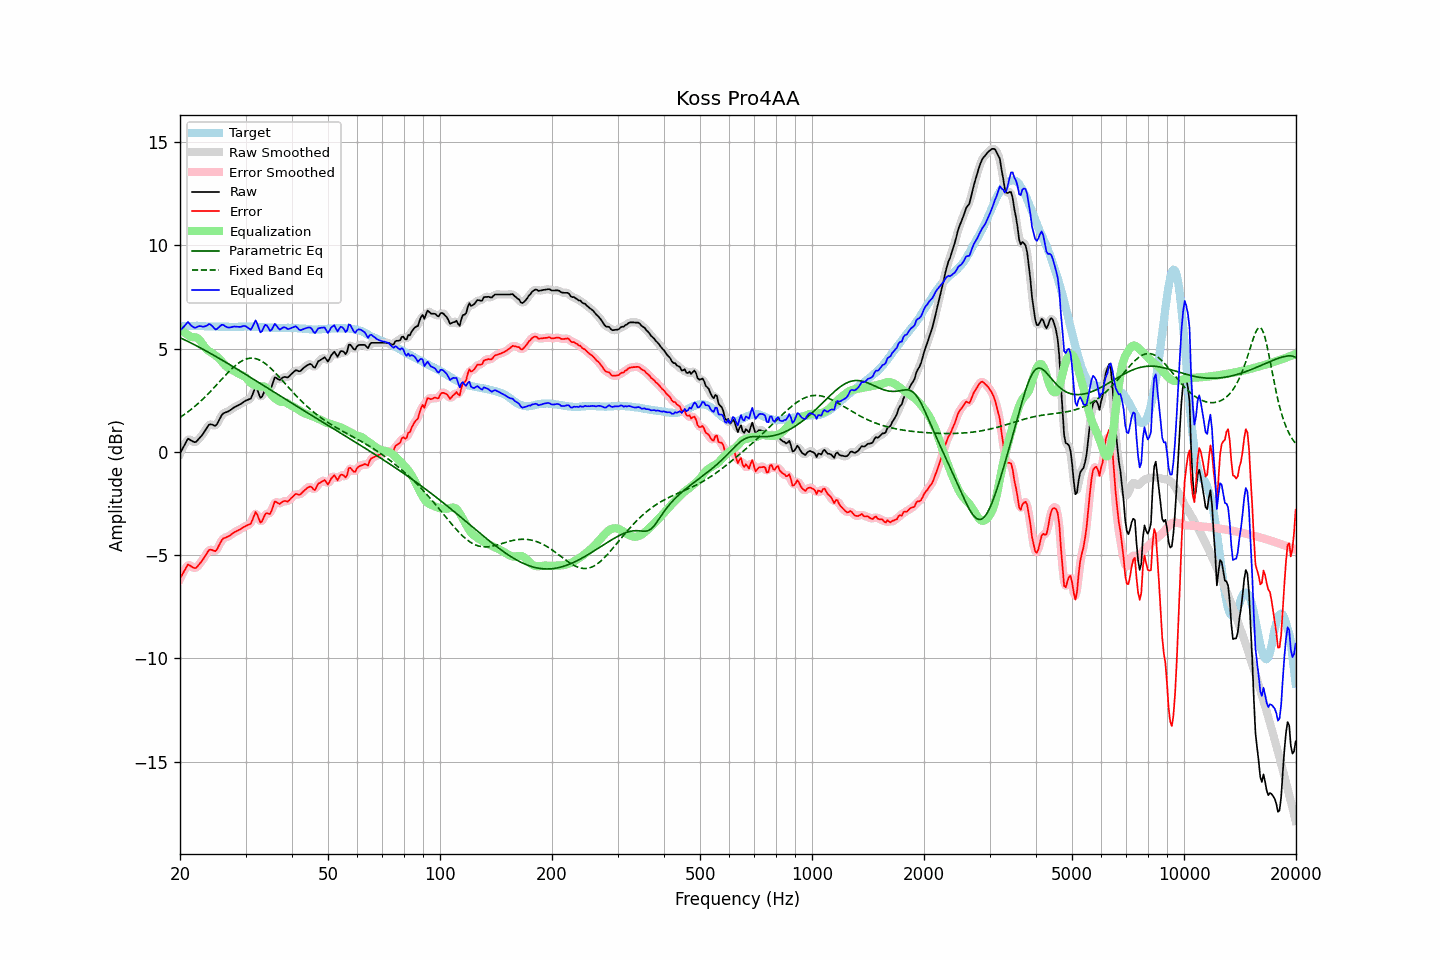 Koss Pro4AA
Target
Raw Smoothed
Error Smoothed
Raw
Error
Equalization
Parametric Eq
Fixed Band Eq
Equalized
15
10
5
0
−5
−10
−15
Amplitude (dBr)
20 50 100 200 500 1000 2000 5000 10000 20000
Frequency (Hz)